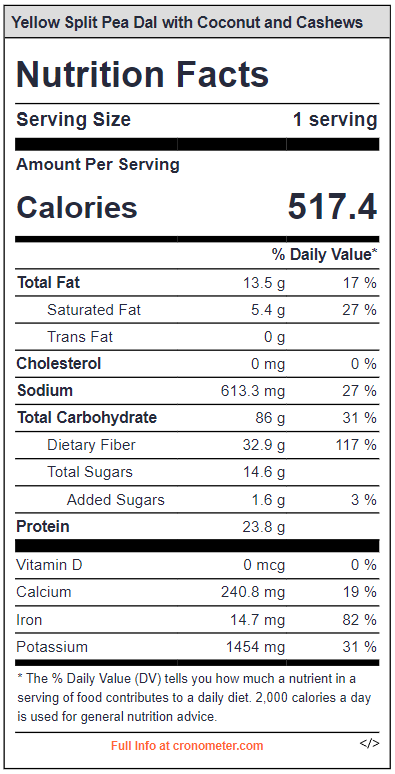 Yellow Split Pea Dal with Coconut and Cashews
Nutrition Facts
Serving Size 1 serving
Amount Per Serving
Calories 517.4
% Daily Value*
Total Fat 13.5 g 17 %
Saturated Fat 5.4 g 27 %
Trans Fat 0 g
Cholesterol 0 mg 0 %
Sodium 613.3 mg 27 %
Total Carbohydrate 86 g 31 %
Dietary Fiber 32.9 g 117 %
Total Sugars 14.6 g
Added Sugars 1.6 g 3 %
Protein 23.8 g
Vitamin D 0 mcg 0 %
Calcium 240.8 mg 19 %
Iron 14.7 mg 82 %
Potassium 1454 mg 31 %
* The % Daily Value (DV) tells you how much a nutrient in a
serving of food contributes to a daily diet. 2,000 calories a day
is used for general nutrition advice.
Full Info at cronometer.com </>